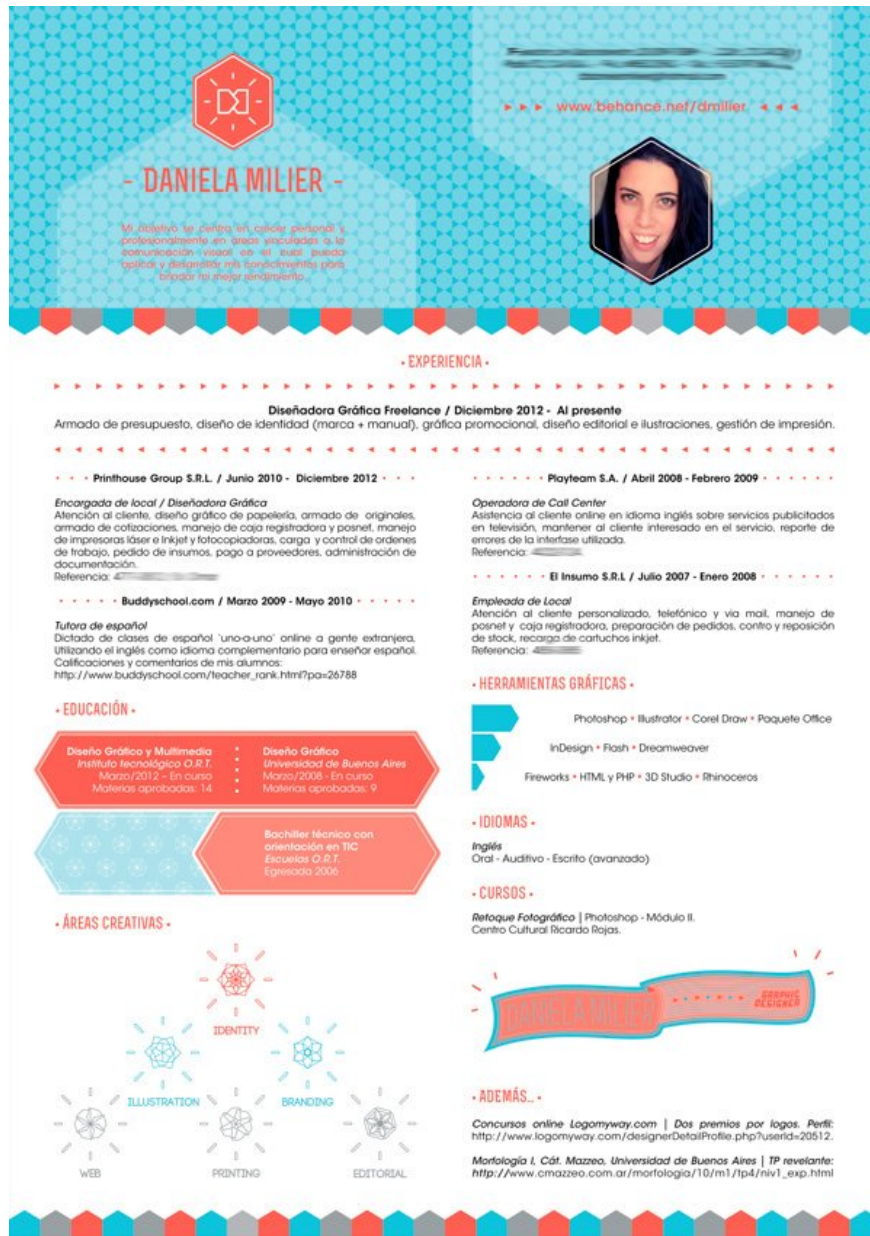 - DANIELA MILIER -
Mi objetivo se centra en crecer personal y
profesionalmente en áreas vinculadas a la
comunicación visual en el cual pueda
aplicar y desarrollar mis conocimientos para
brindar mi mejor rendimiento.
www.behance.net/dmilier
• EXPERIENCIA •
Diseñadora Gráfica Freelance / Diciembre 2012 - Al presente
Armado de presupuesto, diseño de identidad (marca + manual), gráfica promocional, diseño editorial e ilustraciones, gestión de impresión.
Printhouse Group S.R.L. / Junio 2010 - Diciembre 2012
Encargada de local / Diseñadora Gráfica
Atención al cliente, diseño gráfico de papelería, armado de originales,
armado de cotizaciones, manejo de caja registradora y posnet, manejo
de impresoras láser e Inkjet y fotocopiadoras, carga y control de ordenes
de trabajo, pedido de insumos, pago a proveedores, administración de
documentación.
Referencia:
Buddyschool.com / Marzo 2009 - Mayo 2010
Tutora de español
Dictado de clases de español ´uno-a-uno´ online a gente extranjera,
Utilizando el inglés como idioma complementario para enseñar español.
Calificaciones y comentarios de mis alumnos:
http://www.buddyschool.com/teacher_rank.html?pa=26788
Playteam S.A. / Abril 2008 - Febrero 2009
Operadora de Call Center
Asistencia al cliente online en idioma inglés sobre servicios publicitados
en televisión, mantener al cliente interesado en el servicio, reporte de
errores de la interfase utilizada.
Referencia:
El Insumo S.R.L / Julio 2007 - Enero 2008
Empleada de Local
Atención al cliente personalizado, telefónico y via mail, manejo de
posnet y caja registradora, preparación de pedidos, contro y reposición
de stock, recarga de cartuchos inkjet.
Referencia:
• EDUCACIÓN •
Diseño Gráfico y Multimedia
Instituto tecnológico O.R.T.
Marzo/2012 - En curso
Materias aprobadas: 14
Diseño Gráfico
Universidad de Buenos Aires
Marzo/2008 - En curso
Materias aprobadas: 9
Bachiller técnico con
orientación en TIC
Escuelas O.R.T.
Egresada 2006
• ÁREAS CREATIVAS •
IDENTITY
ILLUSTRATION
BRANDING
WEB
PRINTING
EDITORIAL
• HERRAMIENTAS GRÁFICAS •
Photoshop • Illustrator • Corel Draw • Paquete Office
InDesign • Flash • Dreamweaver
Fireworks • HTML y PHP • 3D Studio • Rhinoceros
• IDIOMAS •
Inglés
Oral - Auditivo - Escrito (avanzado)
• CURSOS •
Retoque Fotográfico | Photoshop - Módulo II.
Centro Cultural Ricardo Rojas.
DANIELA MILIER
GRAPHIC
DESIGNER
• ADEMÁS... •
Concursos online Logomyway.com | Dos premios por logos. Perfil:
http://www.logomyway.com/designerDetailProfile.php?userId=20512.
Morfología I, Cát. Mazzeo, Universidad de Buenos Aires | TP revelante:
http://www.cmazzeo.com.ar/morfologia/10/m1/tp4/niv1_exp.html